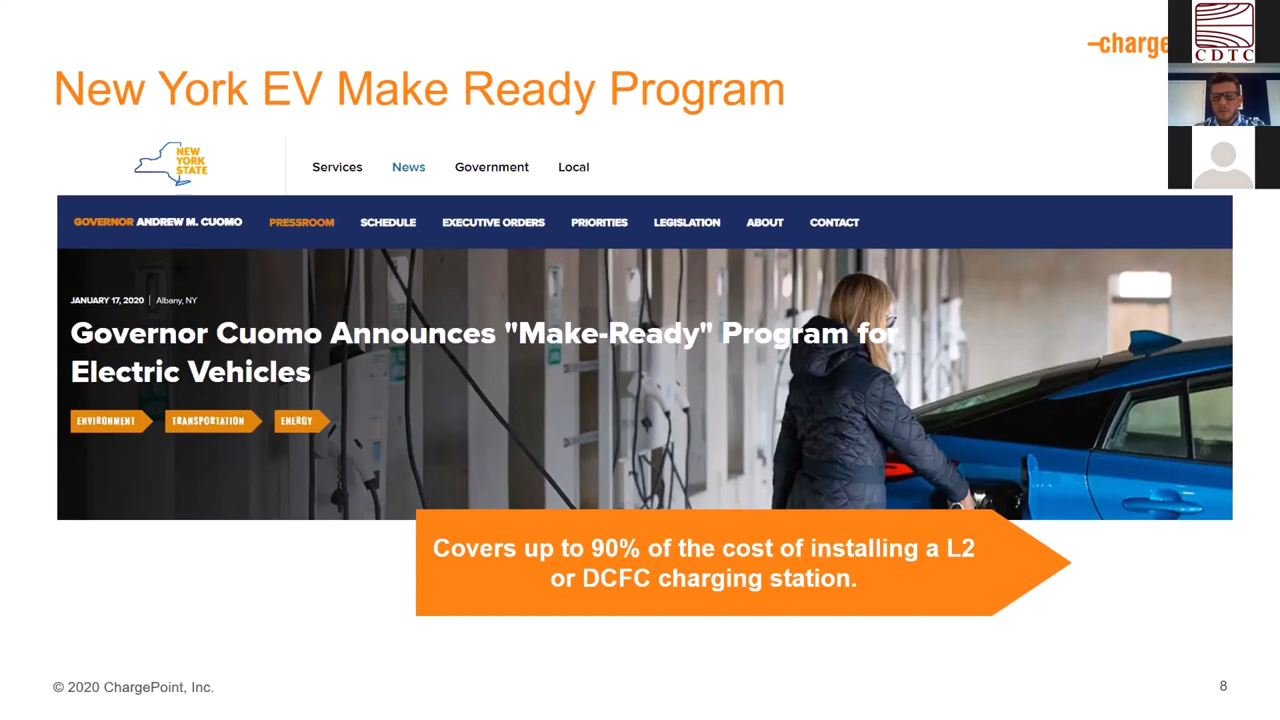 -charge
CDTC
New York EV Make Ready Program
NEW
YORK
STATE
Services News Government Local
GOVERNOR ANDREW M. CUOMO PRESSROOM SCHEDULE EXECUTIVE ORDERS PRIORITIES LEGISLATION ABOUT CONTACT
JANUARY 17, 2020 | Albany, NY
Governor Cuomo Announces "Make-Ready" Program for
Electric Vehicles
ENVIRONMENT TRANSPORTATION ENERGY
Covers up to 90% of the cost of installing a L2
or DCFC charging station.
© 2020 ChargePoint, Inc.
8